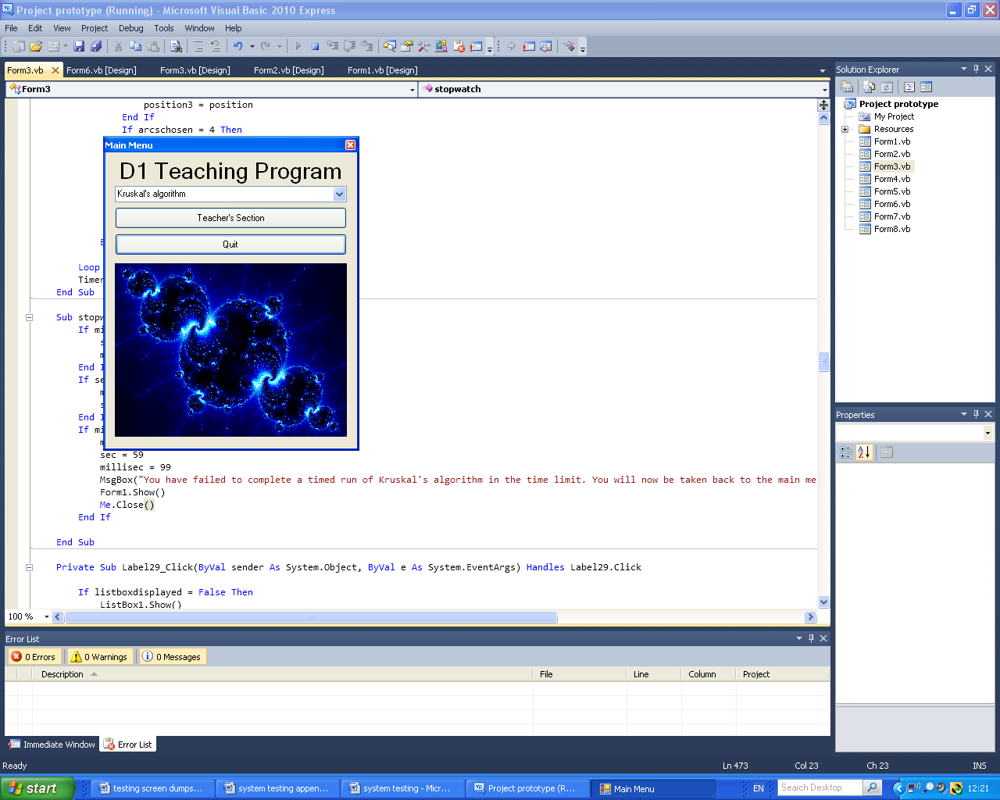 Project prototype (Running) - Microsoft Visual Basic 2010 Express
File Edit View Project Debug Tools Window Help
Form3.vb Form6.vb [Design] Form3.vb [Design] Form2.vb [Design] Form1.vb [Design]
Form3 stopwatch
position3 = position
End If
If arcschosen = 4 Then
Main Menu
D1 Teaching Program
Kruskal's algorithm
Teacher's Section
Quit
Loop
End Sub
Sub
If
End
If
End
If
sec = 59
millisec = 99
MsgBox("You have failed to complete a timed run of Kruskal's algorithm in the time limit. You will now be taken back to the main me
Form1.Show()
Me.Close()
End If
End Sub
Private Sub Label29_Click(ByVal sender As System.Object, ByVal e As System.EventArgs) Handles Label29.Click
If listboxdisplayed = False Then
ListBox1.Show()
100 %
Solution Explorer
Project prototype
My Project
Resources
Form1.vb
Form2.vb
Form3.vb
Form4.vb
Form5.vb
Form6.vb
Form7.vb
Form8.vb
Properties
Error List
0 Errors 0 Warnings 0 Messages
Description File Line Column Project
Immediate Window Error List
Ready Ln 473 Col 23 Ch 23 INS
start testing screen dumps... system testing appen... system testing - Micr... Project prototype (R... Main Menu EN Search Desktop 12:21